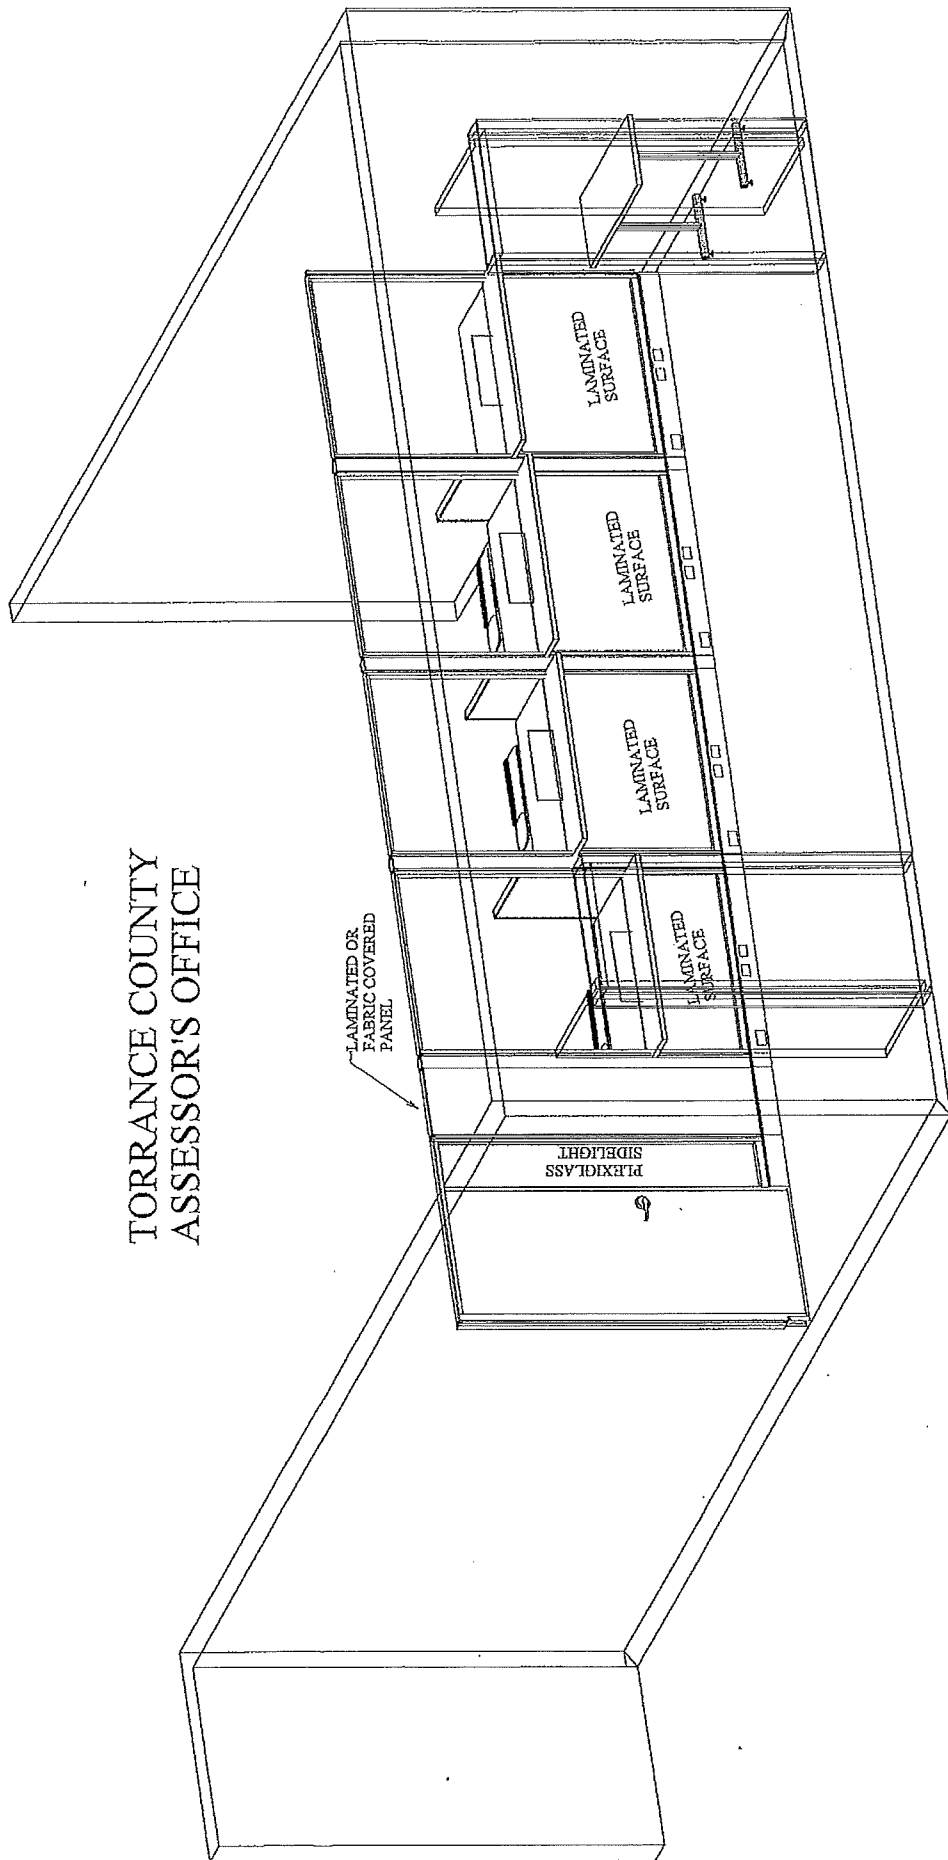 TORRANCE COUNTY
ASSESSOR'S OFFICE
LAMINATED OR
FABRIC COVERED
PANEL
PLEXIGLASS
SIDELIGHT
LAMINATED
SURFACE
LAMINATED
SURFACE
LAMINATED
SURFACE
LAMINATED
SURFACE